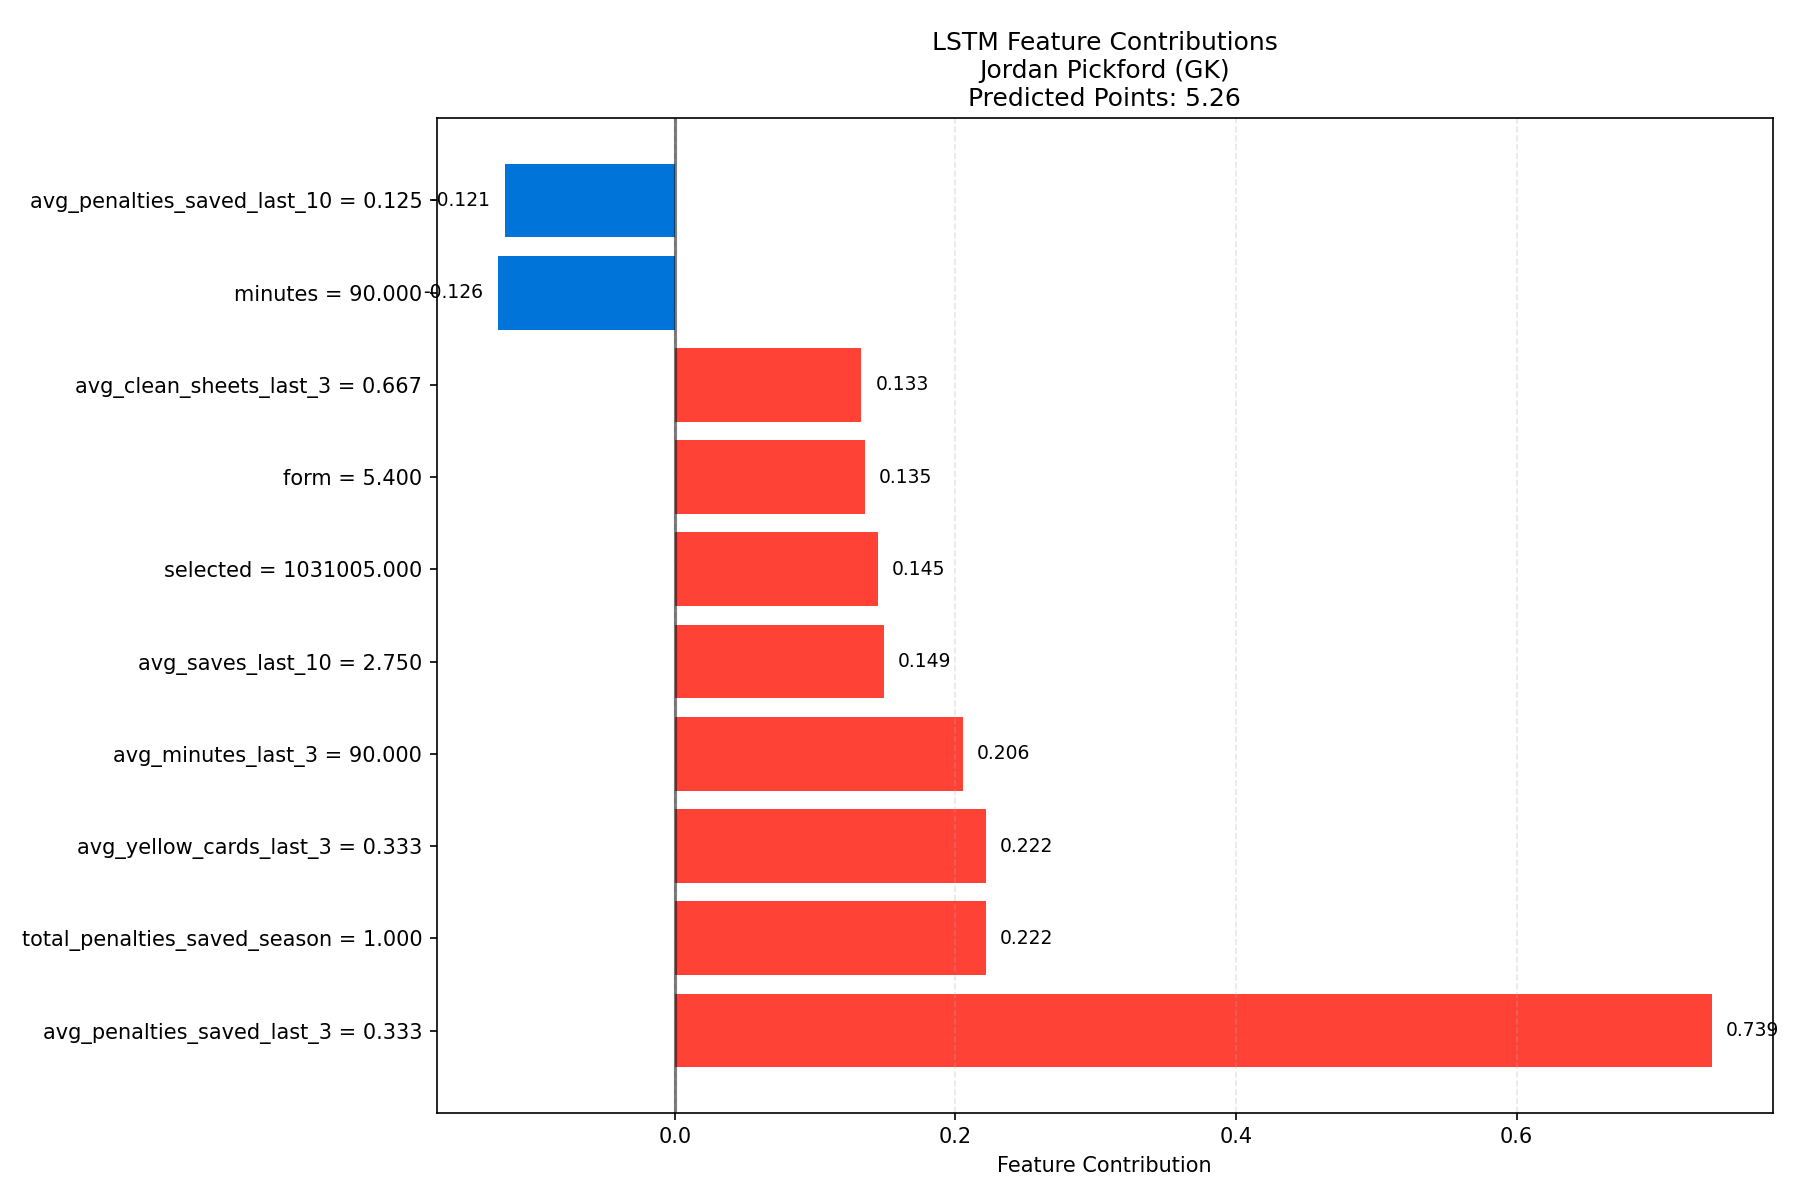 LSTM Feature Contributions
Jordan Pickford (GK)
Predicted Points: 5.26
avg_penalties_saved_last_10 = 0.125
-0.121
minutes = 90.000
-0.126
avg_clean_sheets_last_3 = 0.667
0.133
form = 5.400
0.135
selected = 1031005.000
0.145
avg_saves_last_10 = 2.750
0.149
avg_minutes_last_3 = 90.000
0.206
avg_yellow_cards_last_3 = 0.333
0.222
total_penalties_saved_season = 1.000
0.222
avg_penalties_saved_last_3 = 0.333
0.739
0.0 0.2 0.4 0.6
Feature Contribution